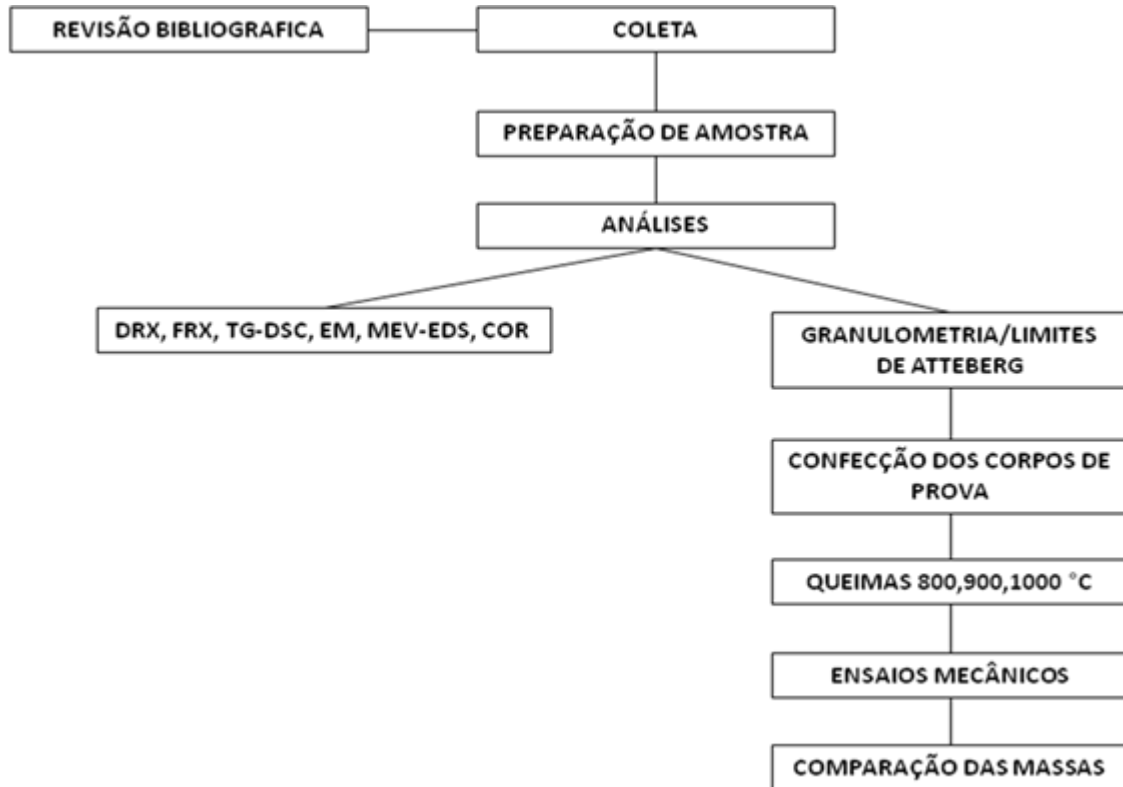 REVISÃO BIBLIOGRAFICA
COLETA
PREPARAÇÃO DE AMOSTRA
ANÁLISES
DRX, FRX, TG-DSC, EM, MEV-EDS, COR
GRANULOMETRIA/LIMITES
DE ATTEBERG
CONFECÇÃO DOS CORPOS DE
PROVA
QUEIMAS 800,900,1000 °C
ENSAIOS MECÂNICOS
COMPARAÇÃO DAS MASSAS